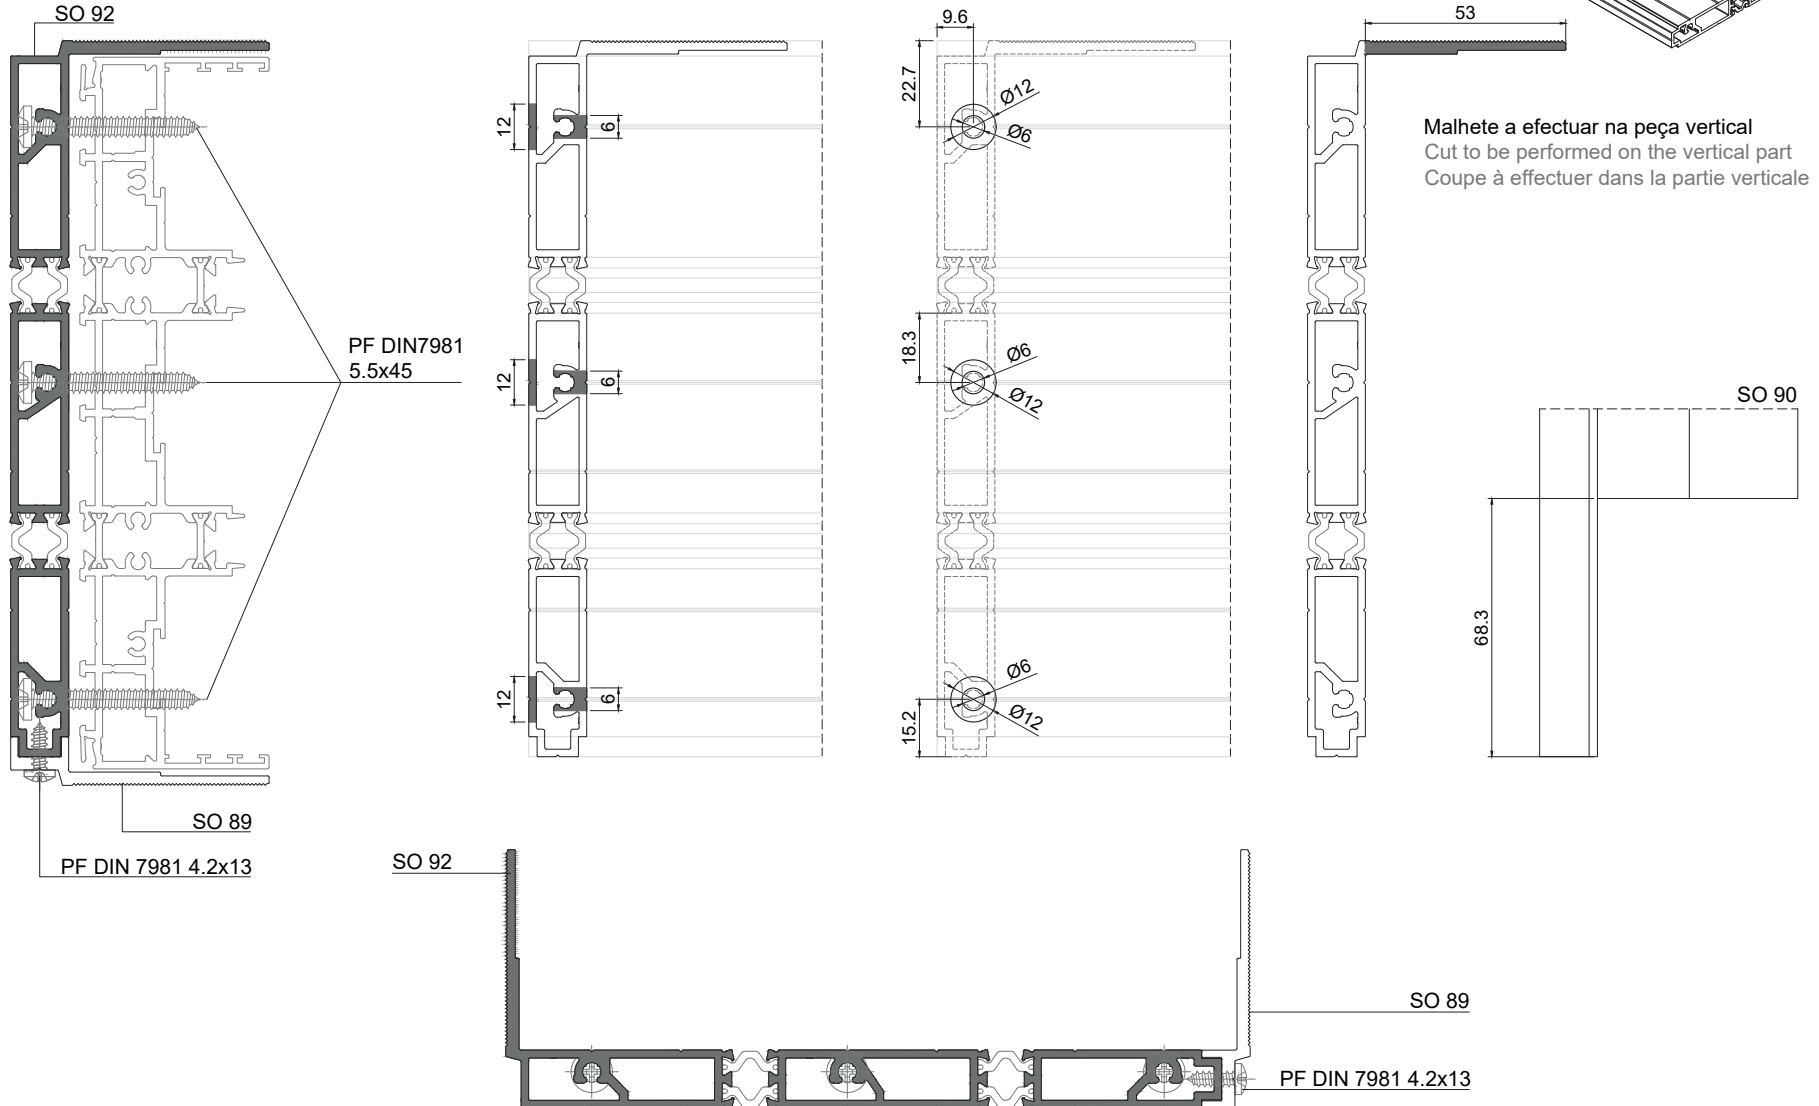 SO 92
PF DIN7981
5.5x45
SO 89
PF DIN 7981 4.2x13
12
6
12
6
12
6
9.6
22.7
Ø12
Ø6
18.3
Ø6
Ø12
15.2
Ø6
Ø12
53
Malhete a efectuar na peça vertical
Cut to be performed on the vertical part
Coupe à effectuer dans la partie verticale
SO 90
68.3
SO 92
SO 89
PF DIN 7981 4.2x13